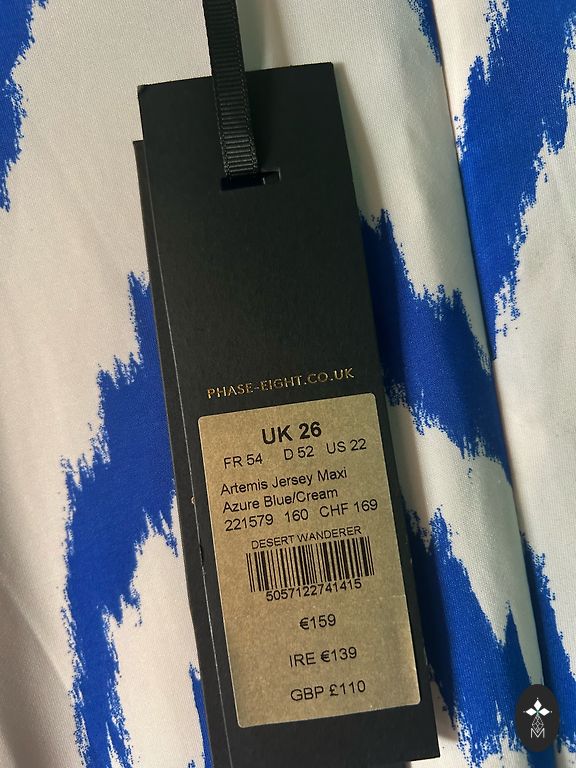 PHASE-EIGHT.CO.UK
UK 26
FR 54 D 52 US 22
Artemis Jersey Maxi
Azure Blue/Cream
221579 160 CHF 169
DESERT WANDERER
5057122741415
€159
IRE €139
GBP £110
M